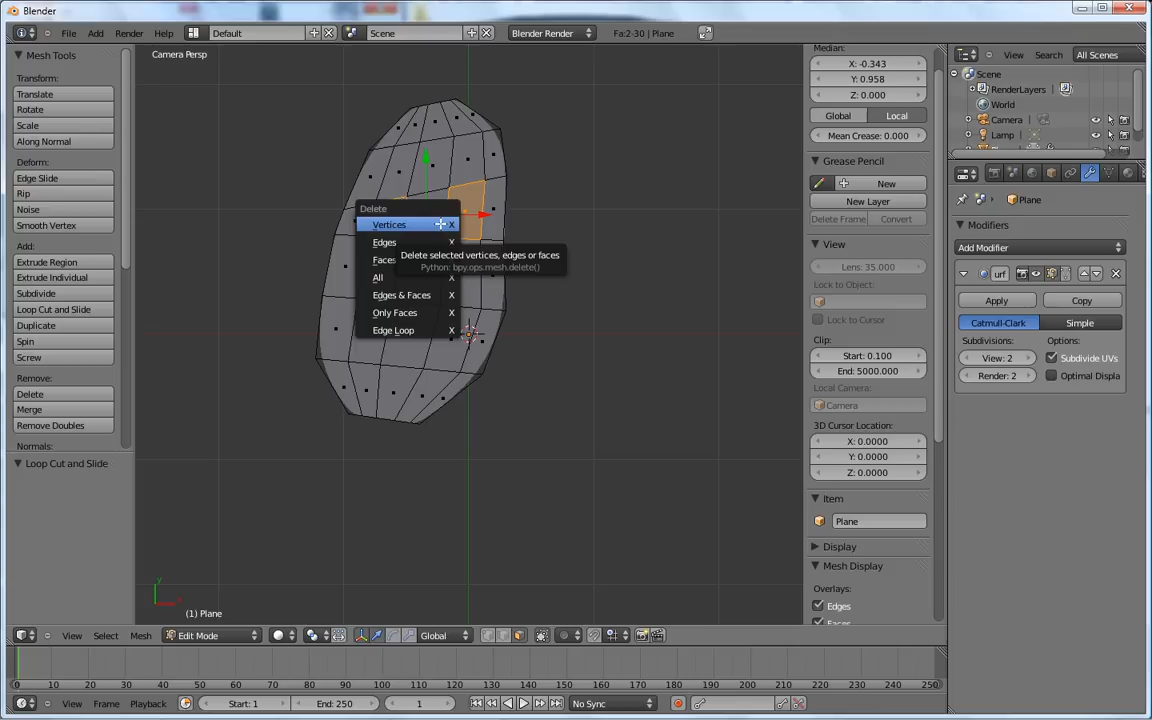 Blender
File Add Render Help Default Scene Blender Render Fa:2-30 | Plane
Mesh Tools
Transform:
Translate
Rotate
Scale
Along Normal
Deform:
Edge Slide
Rip
Noise
Smooth Vertex
Add:
Extrude Region
Extrude Individual
Subdivide
Loop Cut and Slide
Duplicate
Spin
Screw
Remove:
Delete
Merge
Remove Doubles
Normals:
Loop Cut and Slide
Camera Persp
Delete
Vertices X
Edges X
Faces
All X
Edges & Faces X
Only Faces X
Edge Loop X
Delete selected vertices, edges or faces
Python: bpy.ops.mesh.delete()
(1) Plane
Median:
X: -0.343
Y: 0.958
Z: 0.000
Global Local
Mean Crease: 0.000
Grease Pencil
New
New Layer
Delete Frame Convert
View
Lens: 35.000
Lock to Object:
Lock to Cursor
Clip:
Start: 0.100
End: 5000.000
Local Camera:
Camera
3D Cursor Location:
X: 0.0000
Y: 0.0000
Z: 0.0000
Item
Plane
Display
Mesh Display
Overlays:
Edges
Faces
View Search All Scenes
Scene
RenderLayers
World
Camera
Lamp
Plane
Modifiers
Add Modifier
urf
Apply Copy
Catmull-Clark Simple
Subdivisions: Options:
View: 2 Subdivide UVs
Render: 2 Optimal Displa
View Select Mesh Edit Mode Global
0 10 20 30 40 50 60 70 80 90 100 110 120 130 140 150 160 170 180 190 200 210 220 230 240 250
View Frame Playback Start: 1 End: 250 1 No Sync